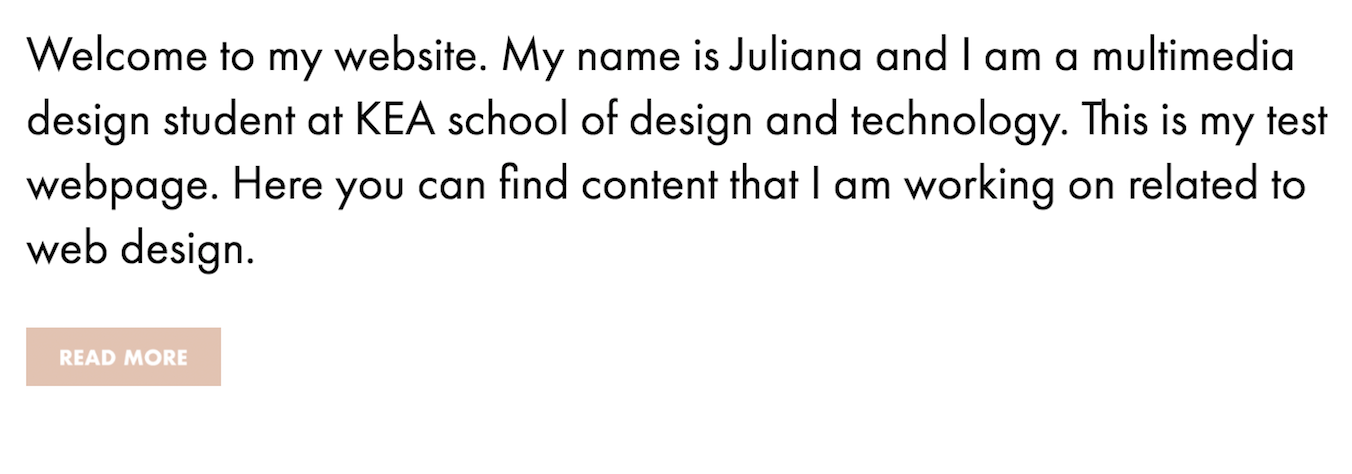 Welcome to my website. My name is Juliana and I am a multimedia
design student at KEA school of design and technology. This is my test
webpage. Here you can find content that I am working on related to
web design.
READ MORE